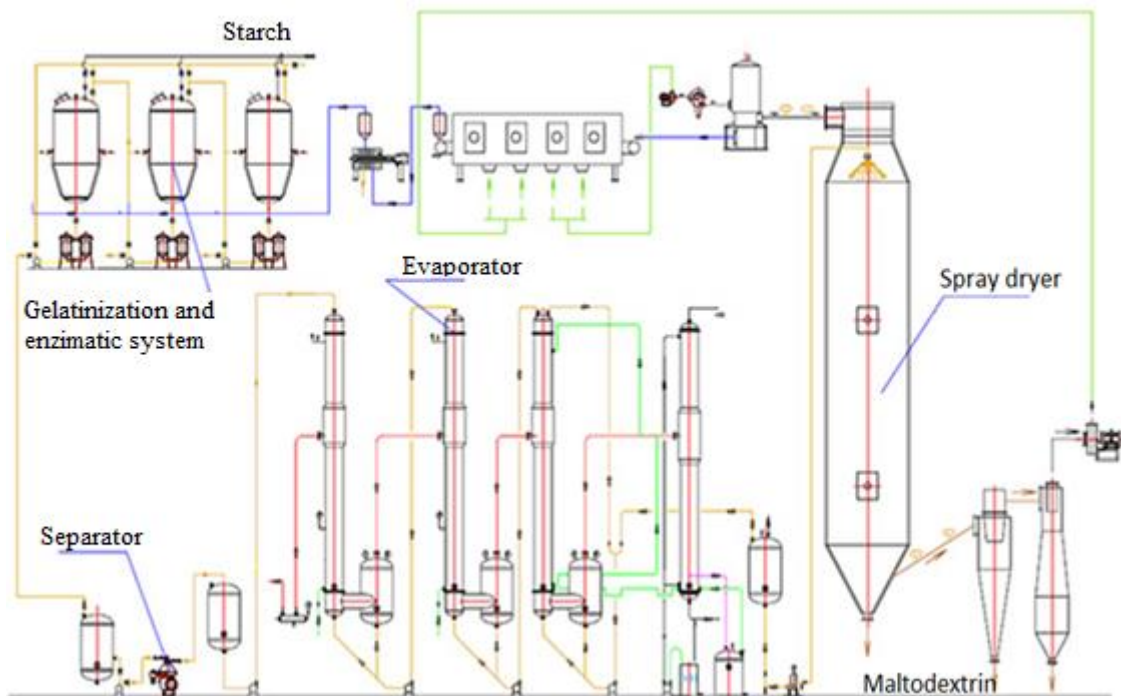 Starch
Evaporator
Spray dryer
Gelatinization and
enzimatic system
Separator
Maltodextrin